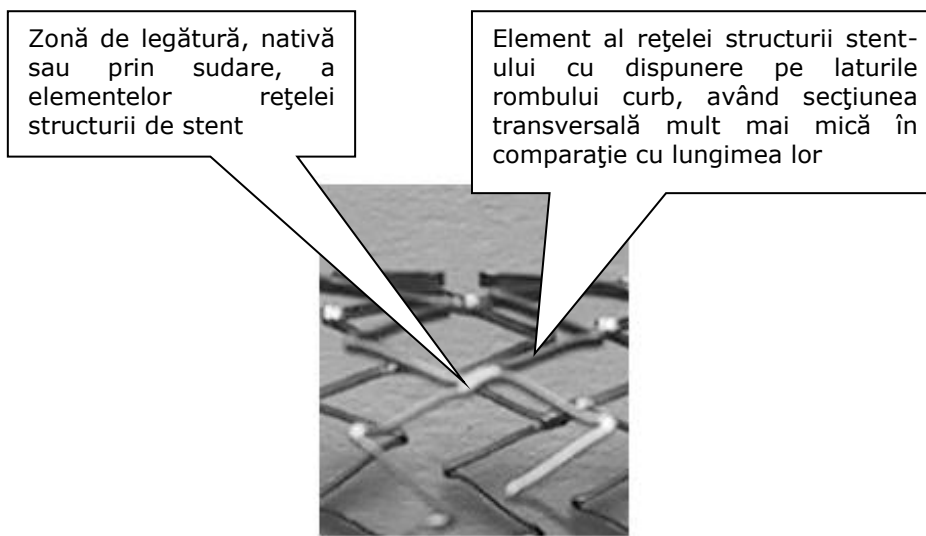 Zonă de legătură, nativă
sau prin sudare, a
elementelor reţelei
structurii de stent
Element al reţelei structurii stent-
ului cu dispunere pe laturile
rombului curb, având secţiunea
transversală mult mai mică în
comparaţie cu lungimea lor